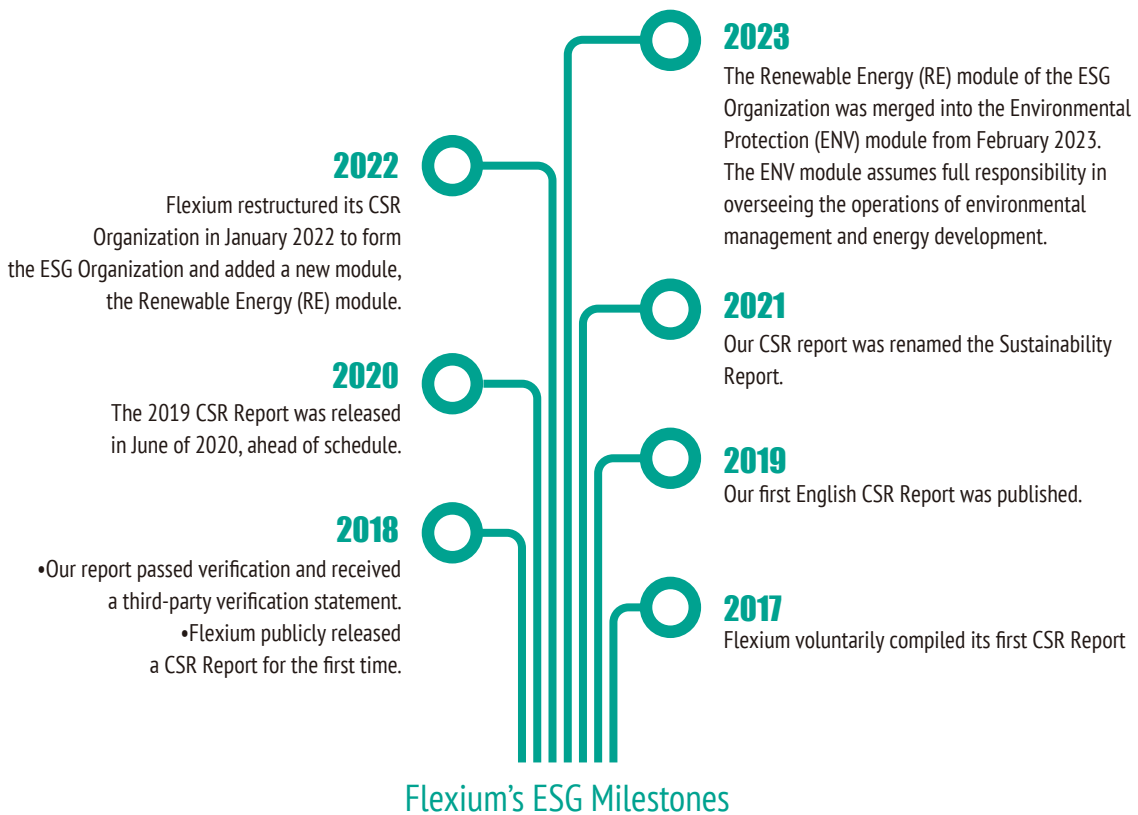 2023
The Renewable Energy (RE) module of the ESG
Organization was merged into the Environmental
Protection (ENV) module from February 2023.
The ENV module assumes full responsibility in
overseeing the operations of environmental
management and energy development.
2022
Flexium restructured its CSR
Organization in January 2022 to form
the ESG Organization and added a new module,
the Renewable Energy (RE) module.
2021
Our CSR report was renamed the Sustainability
Report.
2020
The 2019 CSR Report was released
in June of 2020, ahead of schedule.
2019
Our first English CSR Report was published.
2018
•Our report passed verification and received
a third-party verification statement.
•Flexium publicly released
a CSR Report for the first time.
2017
Flexium voluntarily compiled its first CSR Report
Flexium’s ESG Milestones